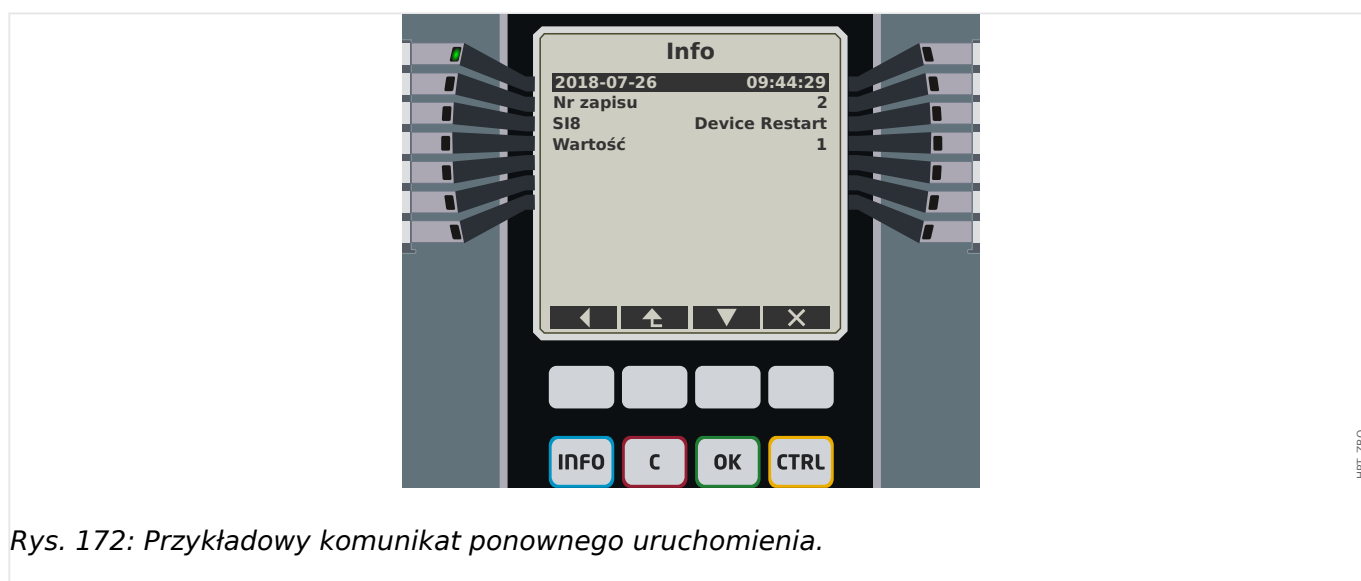 Info
2018-07-26 09:44:29
Nr zapisu 2
SI8 Device Restart
Wartość 1
INFO C OK CTRL
HPT_ZBQ
Rys. 172: Przykładowy komunikat ponownego uruchomienia.